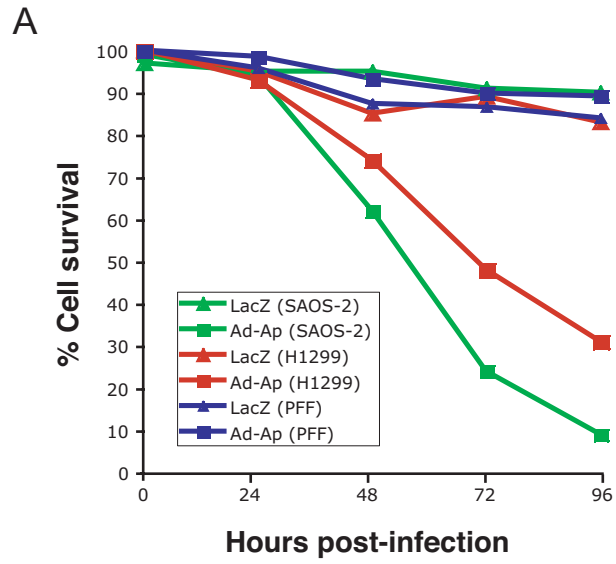 A
100
90
80
70
60
50
40
30
20
10
0
% Cell survival
LacZ (SAOS-2)
Ad-Ap (SAOS-2)
LacZ (H1299)
Ad-Ap (H1299)
LacZ (PFF)
Ad-Ap (PFF)
0 24 48 72 96
Hours post-infection